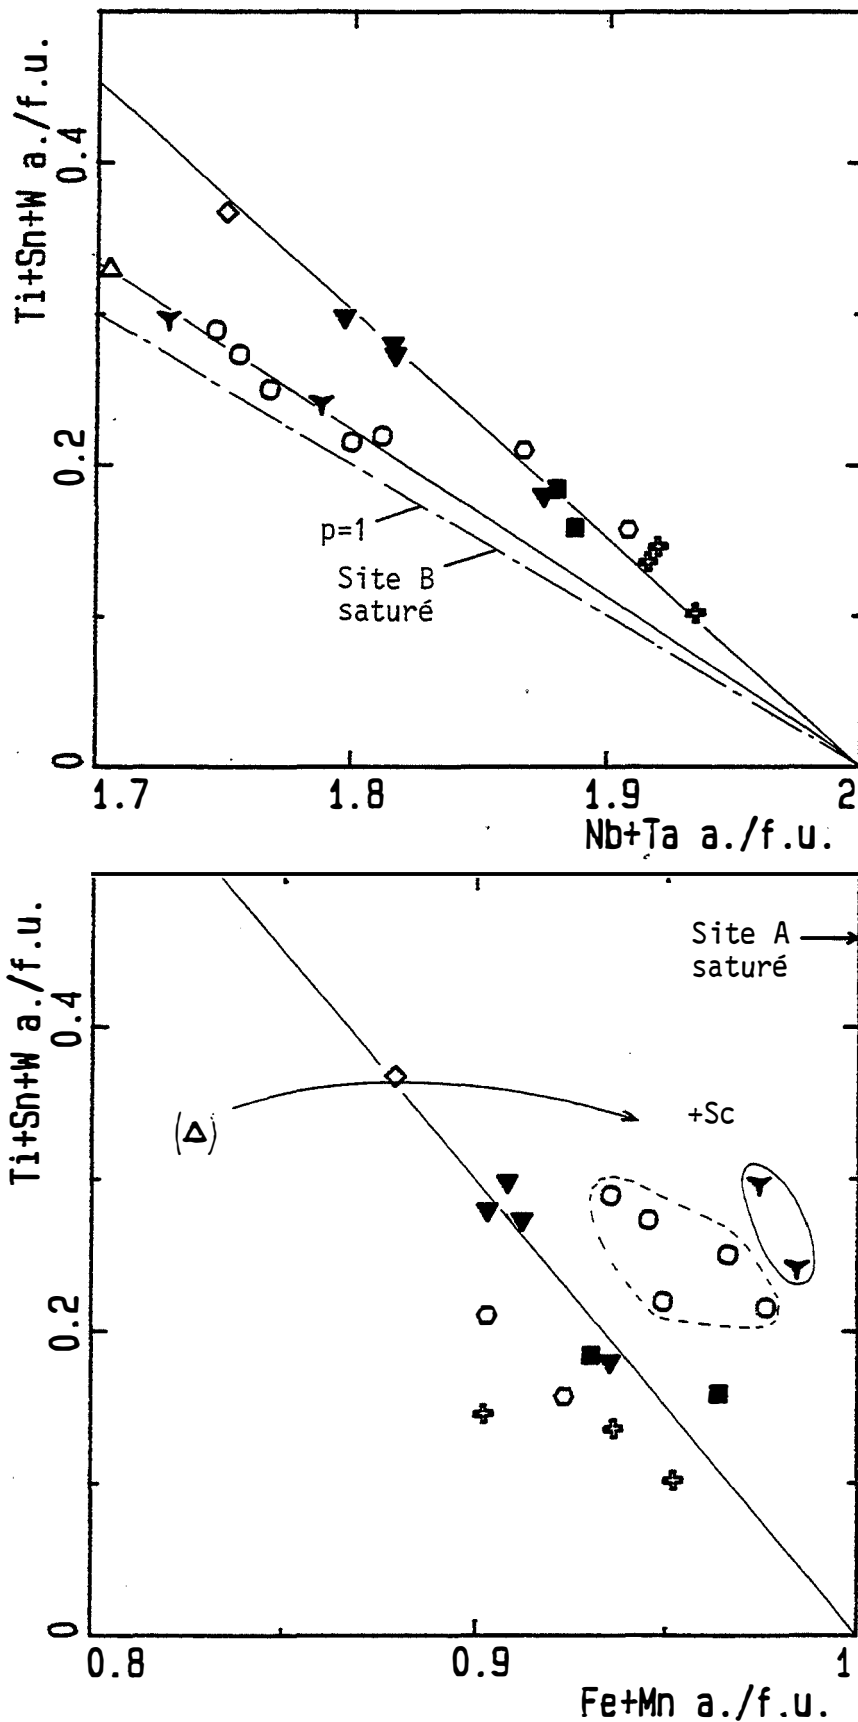 Ti+Sn+W a./f.u.
0.4
0.2
0
p=1
Site B
saturé
1.7
1.8
1.9
2
Nb+Ta a./f.u.
Ti+Sn+W a./f.u.
0.4
0.2
0
Site A
saturé
+Sc
0.8
0.9
1
Fe+Mn a./f.u.